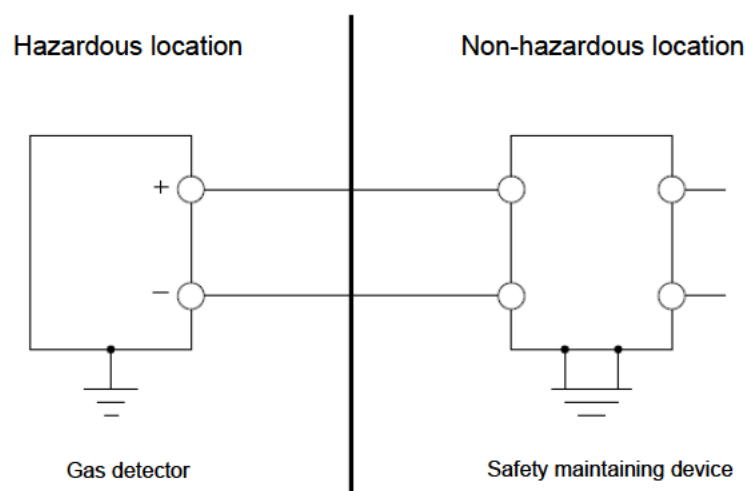 Hazardous location
Non-hazardous location
+
−
Gas detector
Safety maintaining device